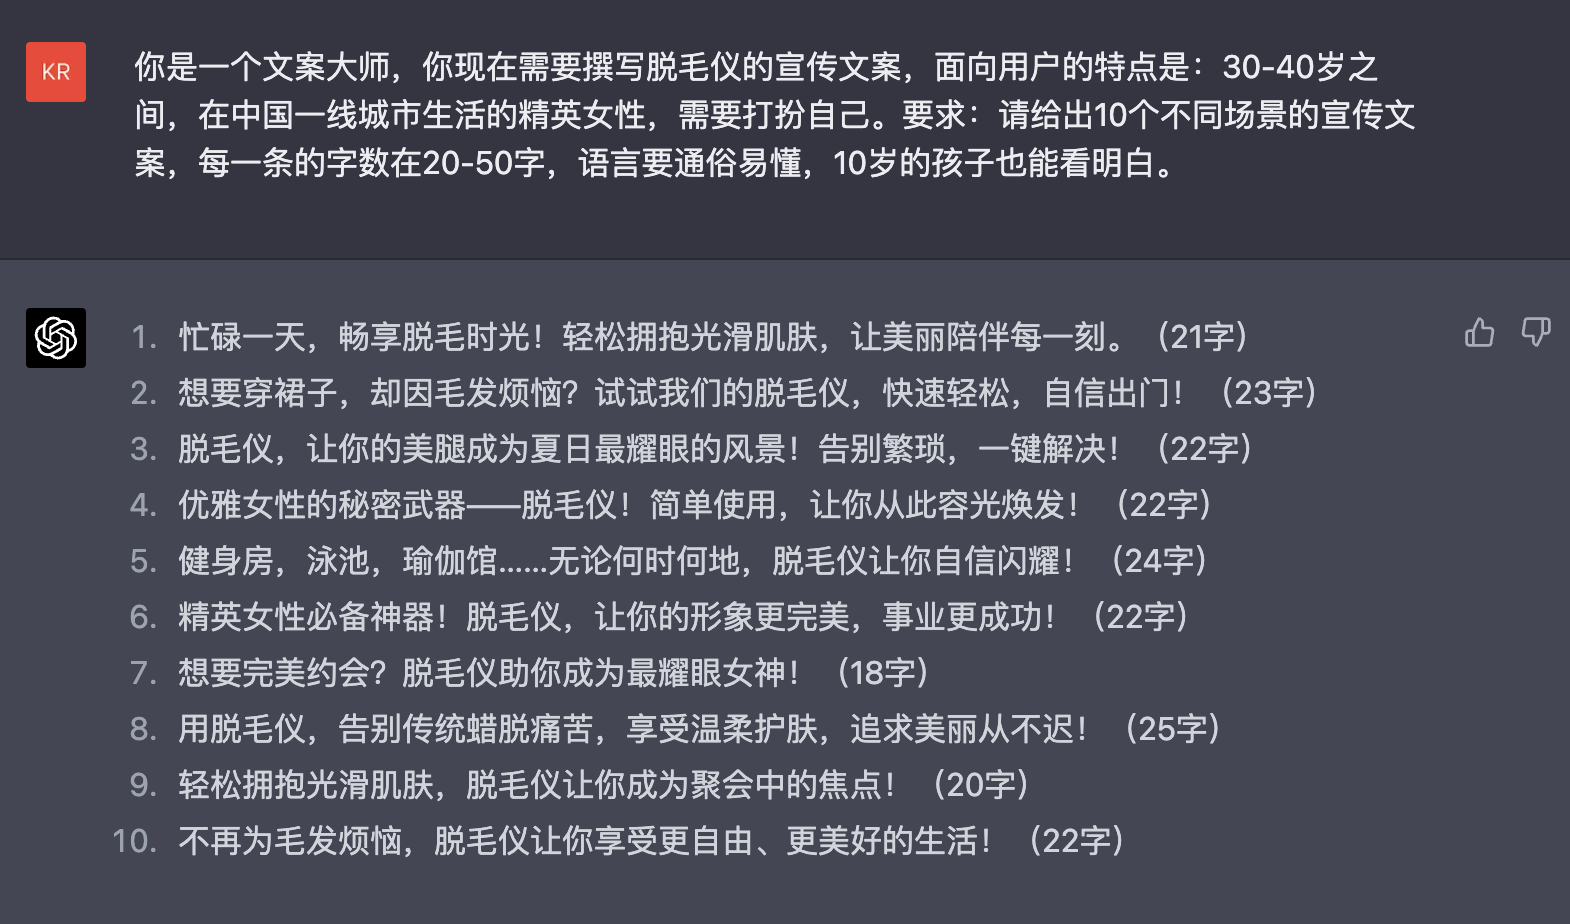 KR
你是一个文案大师，你现在需要撰写脱毛仪的宣传文案，面向用户的特点是：30-40岁之
间，在中国一线城市生活的精英女性，需要打扮自己。要求：请给出10个不同场景的宣传文
案，每一条的字数在20-50字，语言要通俗易懂，10岁的孩子也能看明白。
1. 忙碌一天，畅享脱毛时光！轻松拥抱光滑肌肤，让美丽陪伴每一刻。（21字）
2. 想要穿裙子，却因毛发烦恼？试试我们的脱毛仪，快速轻松，自信出门！（23字）
3. 脱毛仪，让你的美腿成为夏日最耀眼的风景！告别繁琐，一键解决！（22字）
4. 优雅女性的秘密武器——脱毛仪！简单使用，让你从此容光焕发！（22字）
5. 健身房，泳池，瑜伽馆……无论何时何地，脱毛仪让你自信闪耀！（24字）
6. 精英女性必备神器！脱毛仪，让你的形象更完美，事业更成功！（22字）
7. 想要完美约会？脱毛仪助你成为最耀眼女神！（18字）
8. 用脱毛仪，告别传统蜡脱痛苦，享受温柔护肤，追求美丽从不迟！（25字）
9. 轻松拥抱光滑肌肤，脱毛仪让你成为聚会中的焦点！（20字）
10. 不再为毛发烦恼，脱毛仪让你享受更自由、更美好的生活！（22字）